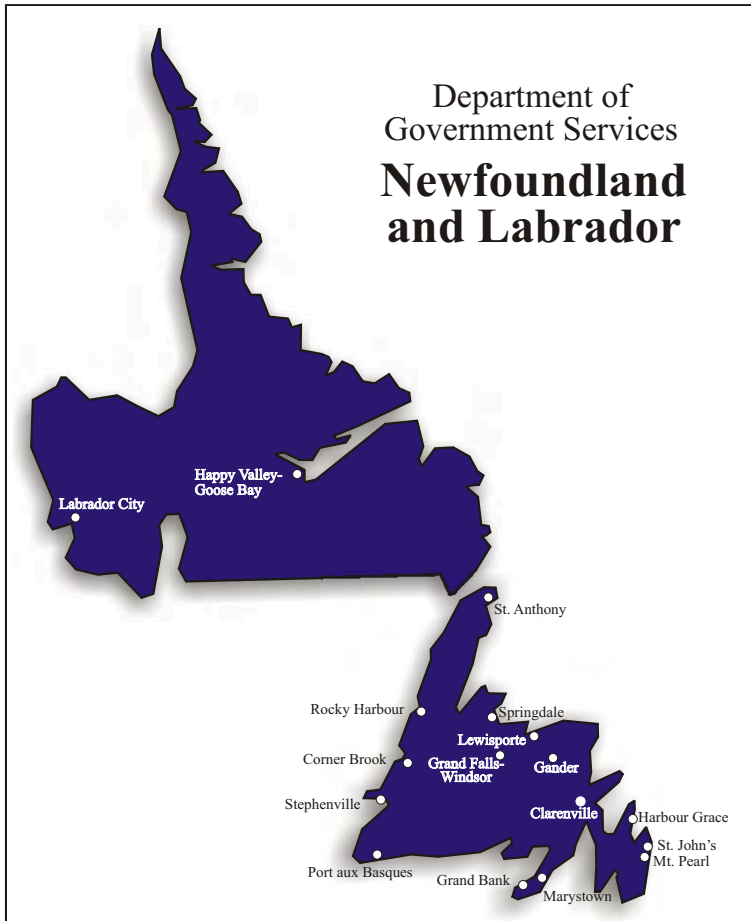 Department of
Government Services
Newfoundland
and Labrador
Happy Valley-
Goose Bay
Labrador City
St. Anthony
Rocky Harbour
Springdale
Lewisporte
Corner Brook
Grand Falls-
Windsor
Gander
Stephenville
Clarenville
Harbour Grace
St. John's
Mt. Pearl
Port aux Basques
Grand Bank
Marystown